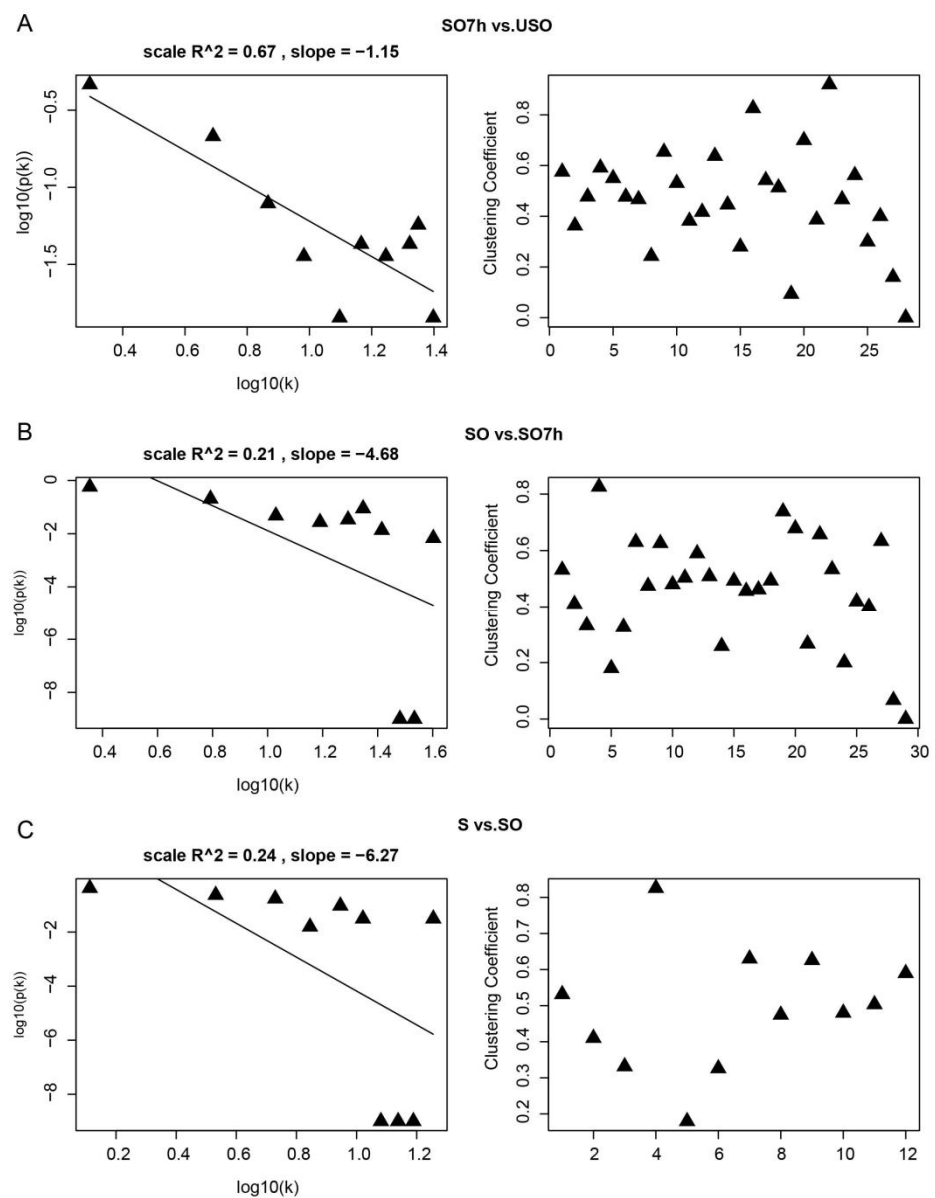 A
SO7h vs.USO
scale R^2 = 0.67 , slope = −1.15
log10(p(k))
−0.5
−1.0
−1.5
0.4 0.6 0.8 1.0 1.2 1.4
log10(k)
Clustering Coefficient
0.8
0.6
0.4
0.2
0.0
0 5 10 15 20 25
B
SO vs.SO7h
scale R^2 = 0.21 , slope = −4.68
log10(p(k))
0
−2
−4
−6
−8
0.4 0.6 0.8 1.0 1.2 1.4 1.6
log10(k)
Clustering Coefficient
0.8
0.6
0.4
0.2
0.0
0 5 10 15 20 25 30
C
S vs.SO
scale R^2 = 0.24 , slope = −6.27
log10(p(k))
−2
−4
−6
−8
0.2 0.4 0.6 0.8 1.0 1.2
log10(k)
Clustering Coefficient
0.8
0.7
0.6
0.5
0.4
0.3
0.2
2 4 6 8 10 12